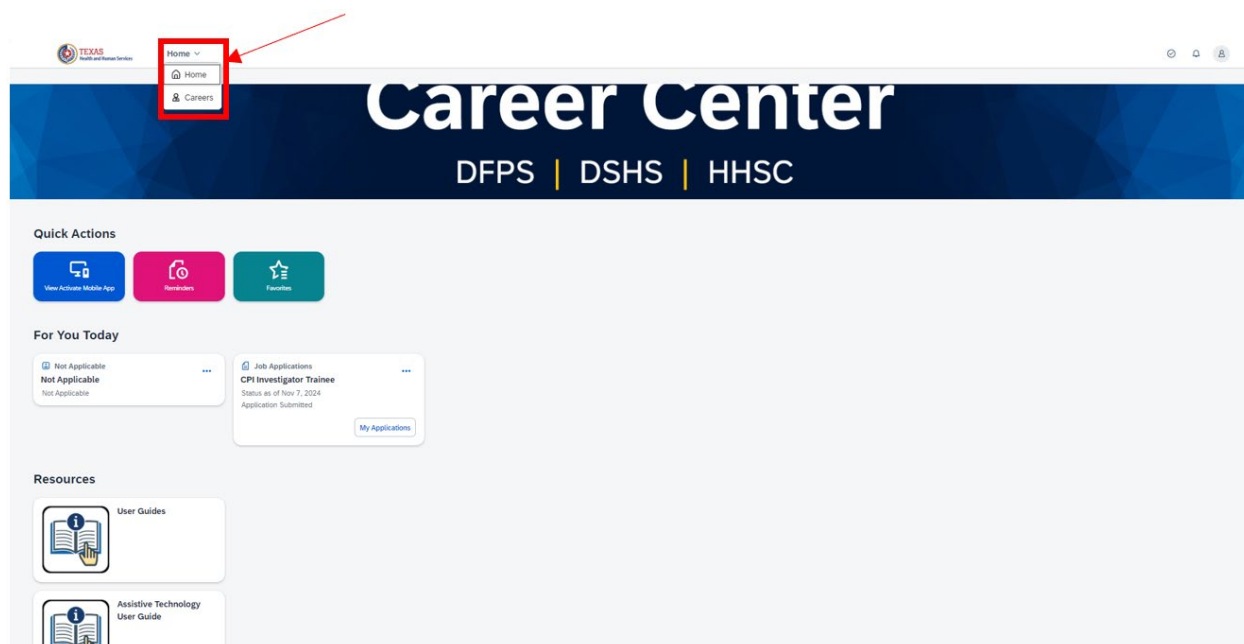 TEXAS
Health and Human Services
Home
Home
Careers
Career Center
DFPS | DSHS | HHSC
Quick Actions
View Activate Mobile App
Reminders
Favorites
For You Today
Not Applicable
Not Applicable
Not Applicable
Job Applications
CPI Investigator Trainee
Status as of Nov 7, 2024
Application Submitted
My Applications
Resources
User Guides
Assistive Technology
User Guide